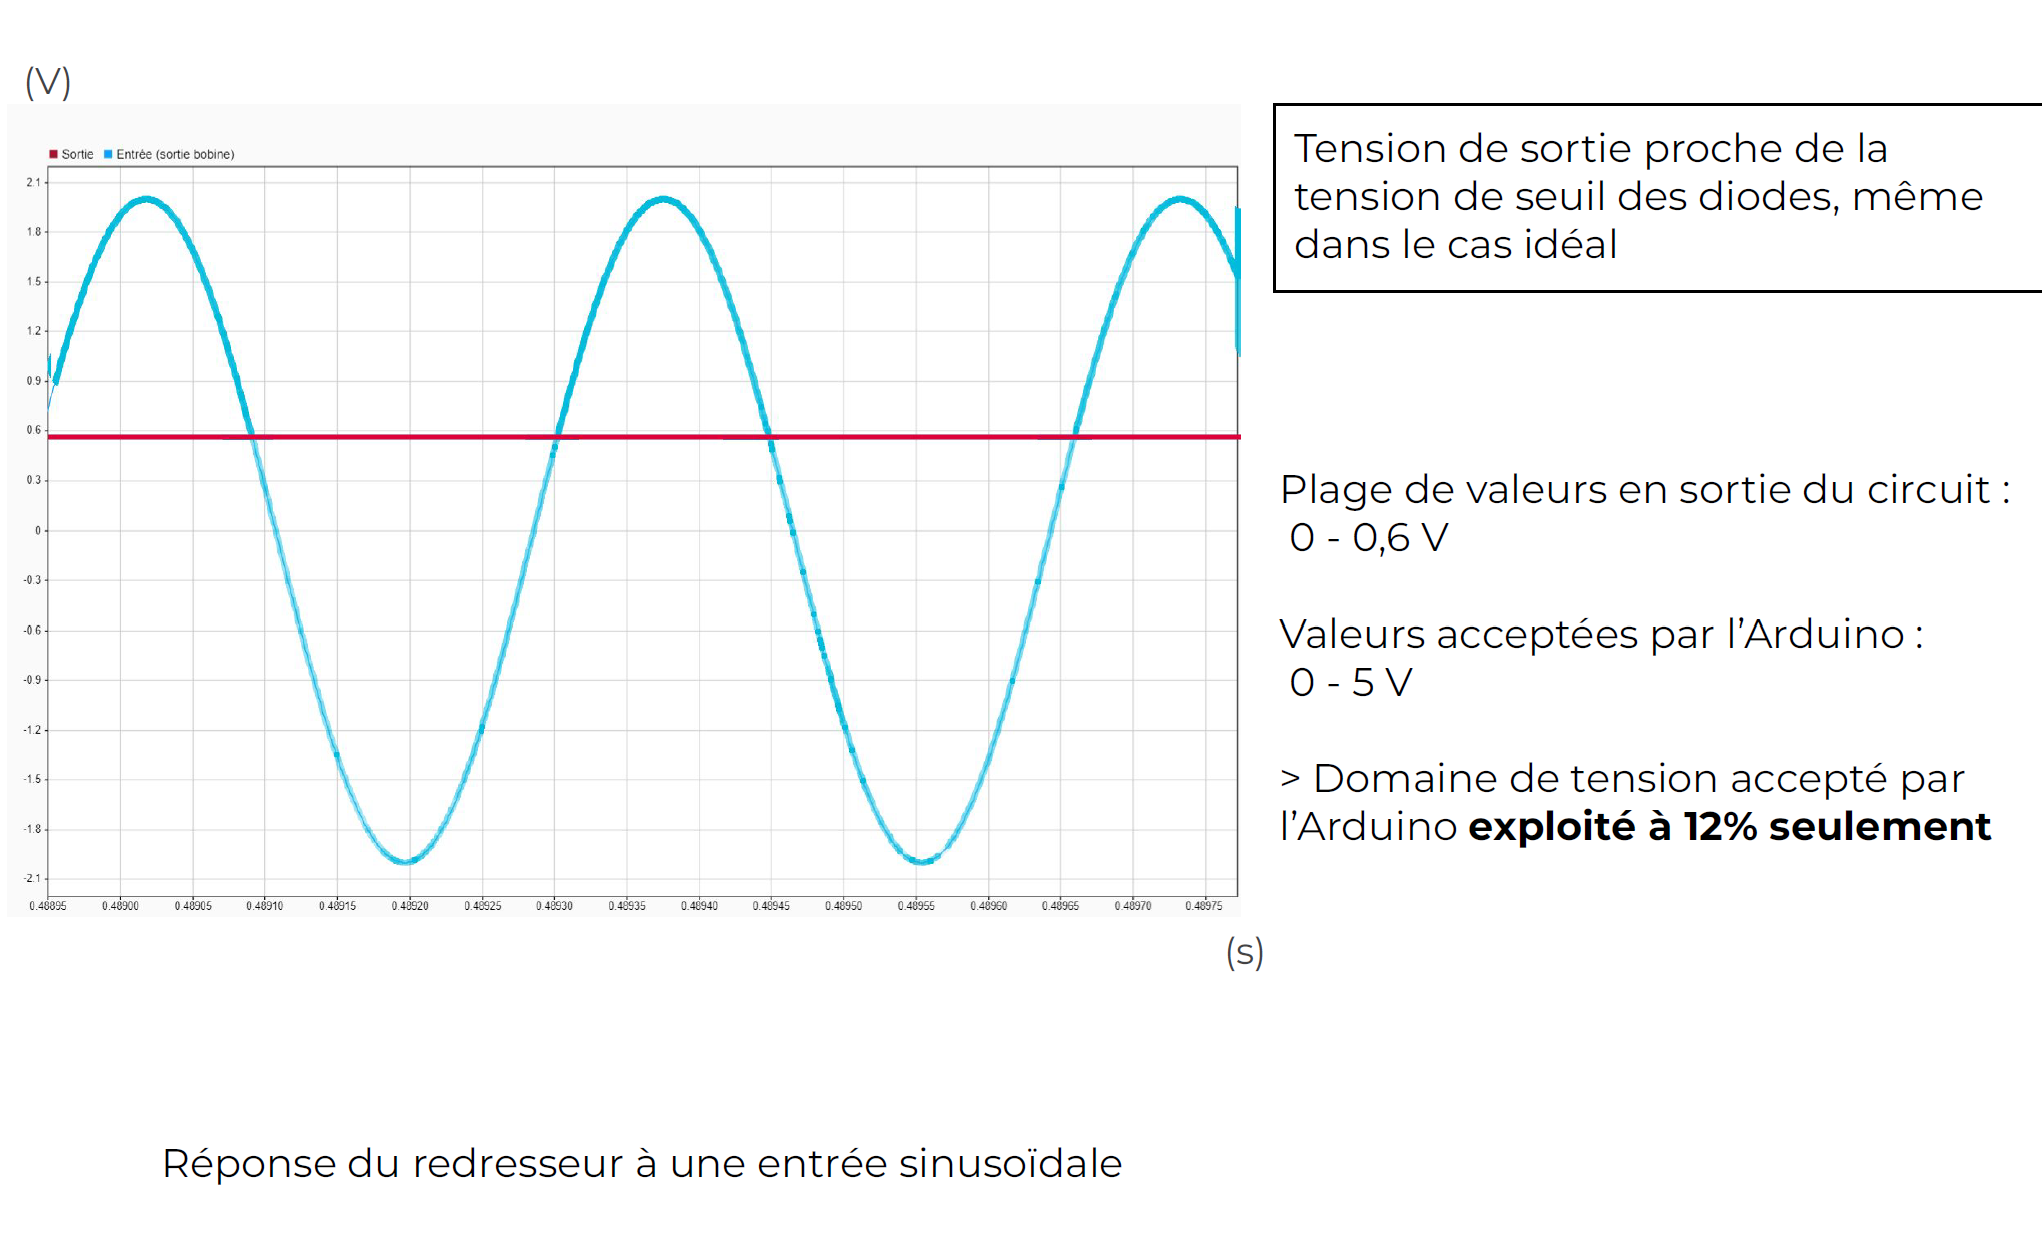 (V)
Sortie Entrée (sortie bobine)
2.1
1.8
1.5
1.2
0.9
0.6
0.3
0
-0.3
-0.6
-0.9
-1.2
-1.5
-1.8
-2.1
0.48895 0.48900 0.48905 0.48910 0.48915 0.48920 0.48925 0.48930 0.48935 0.48940 0.48945 0.48950 0.48955 0.48960 0.48965 0.48970 0.48975
(s)
Tension de sortie proche de la
tension de seuil des diodes, même
dans le cas idéal
Plage de valeurs en sortie du circuit :
0 - 0,6 V
Valeurs acceptées par l’Arduino :
0 - 5 V
> Domaine de tension accepté par
l’Arduino exploité à 12% seulement
Réponse du redresseur à une entrée sinusoïdale